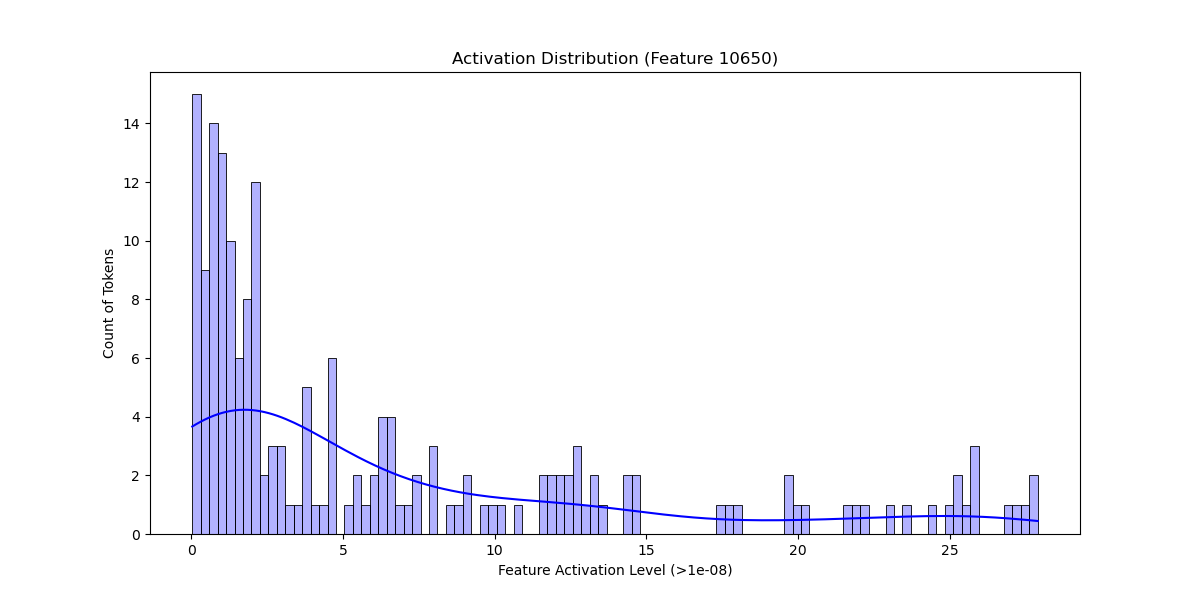 Activation Distribution (Feature 10650)
14
12
10
8
6
4
2
0
Count of Tokens
0 5 10 15 20 25
Feature Activation Level (>1e-08)